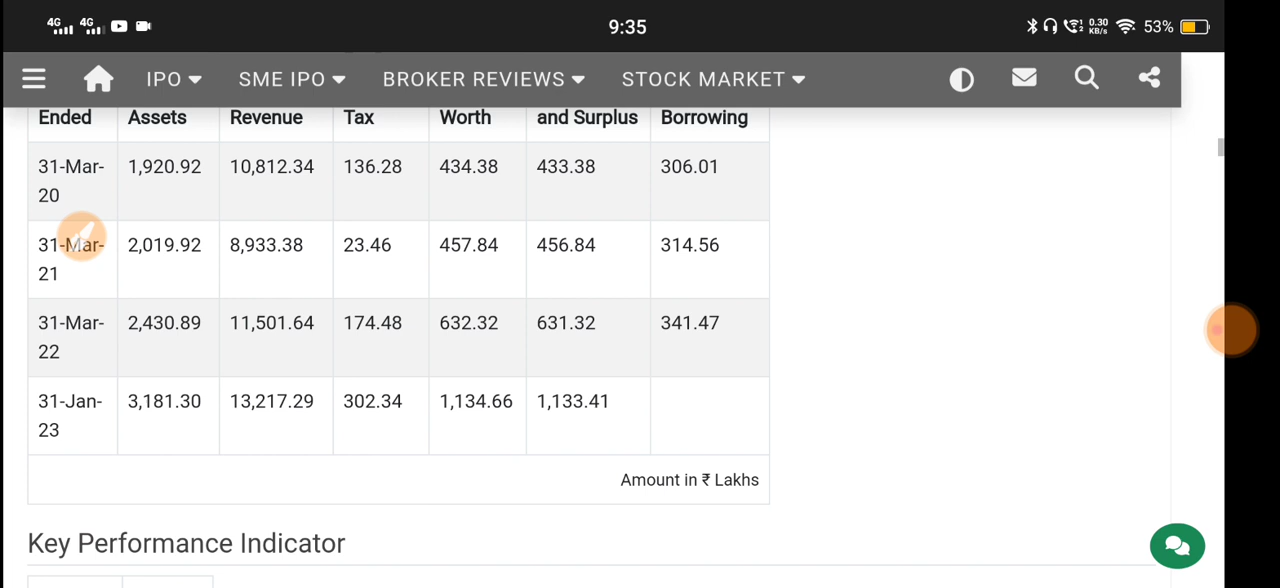 4G 4G 9:35 0.30 KB/s 53%
IPO SME IPO BROKER REVIEWS STOCK MARKET
Ended Assets Revenue Tax Worth and Surplus Borrowing
31-Mar- 1,920.92 10,812.34 136.28 434.38 433.38 306.01
20
31-Mar- 2,019.92 8,933.38 23.46 457.84 456.84 314.56
21
31-Mar- 2,430.89 11,501.64 174.48 632.32 631.32 341.47
22
31-Jan- 3,181.30 13,217.29 302.34 1,134.66 1,133.41
23
Amount in ₹ Lakhs
Key Performance Indicator